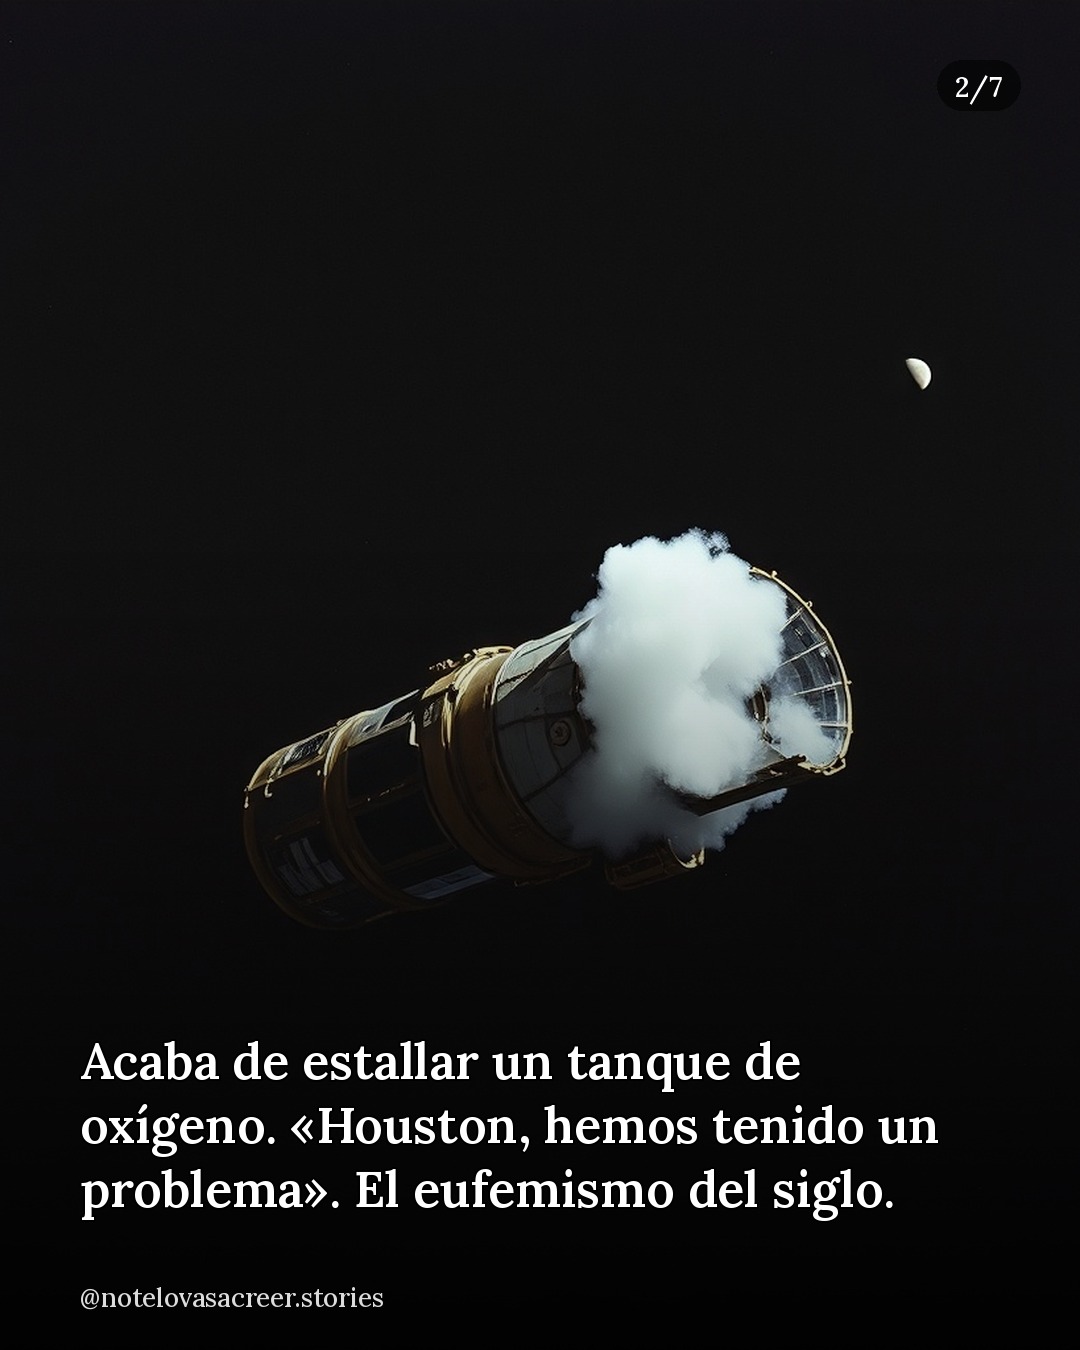 2/7
Acaba de estallar un tanque de
oxígeno. «Houston, hemos tenido un
problema». El eufemismo del siglo.
@notelovasacreer.stories